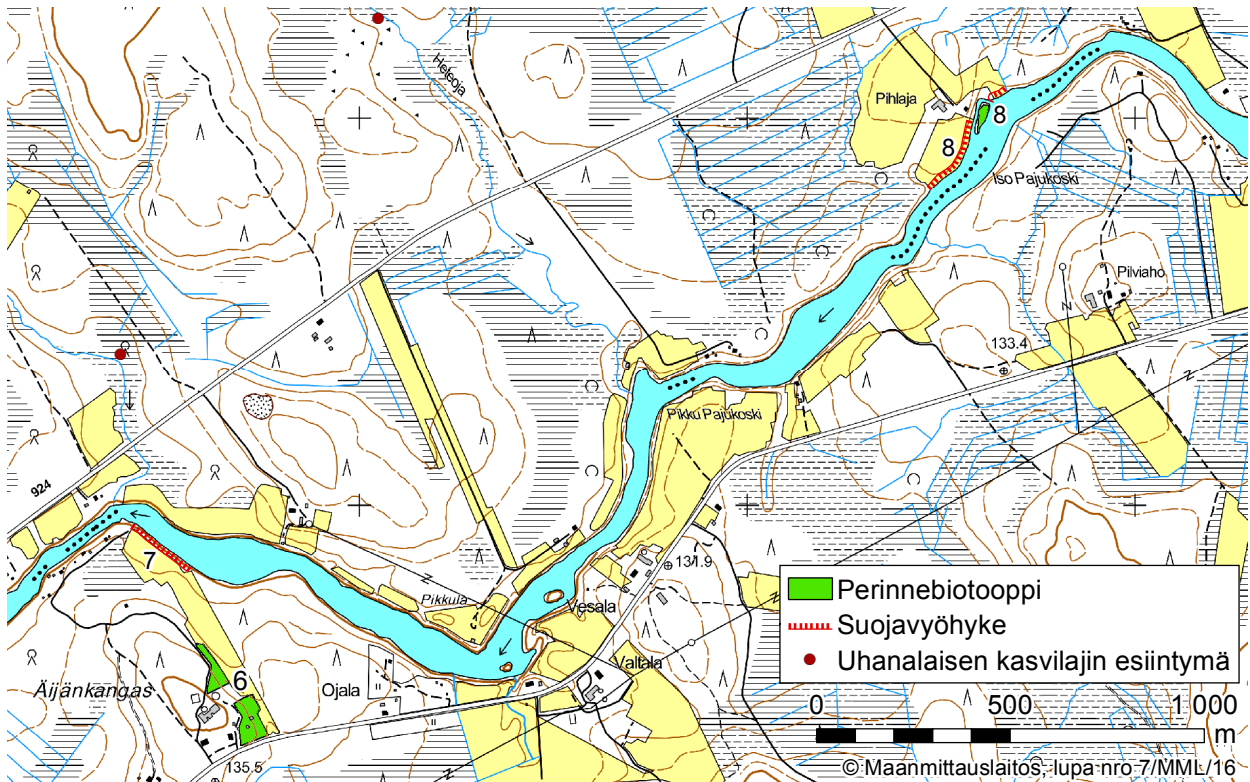 Heteoja
Pihlaja
8
8
Iso Pajukoski
Pilviaho
133.4
Pikku Pajukoski
924
7
Pikkula
131.9
Vesala
Valtala
Ojala
6
Äijänkangas
135.5
Perinnebiotooppi
Suojavyöhyke
Uhanalaisen kasvilajin esiintymä
0 500 1 000
m
© Maanmittauslaitos, lupa nro 7/MML/16